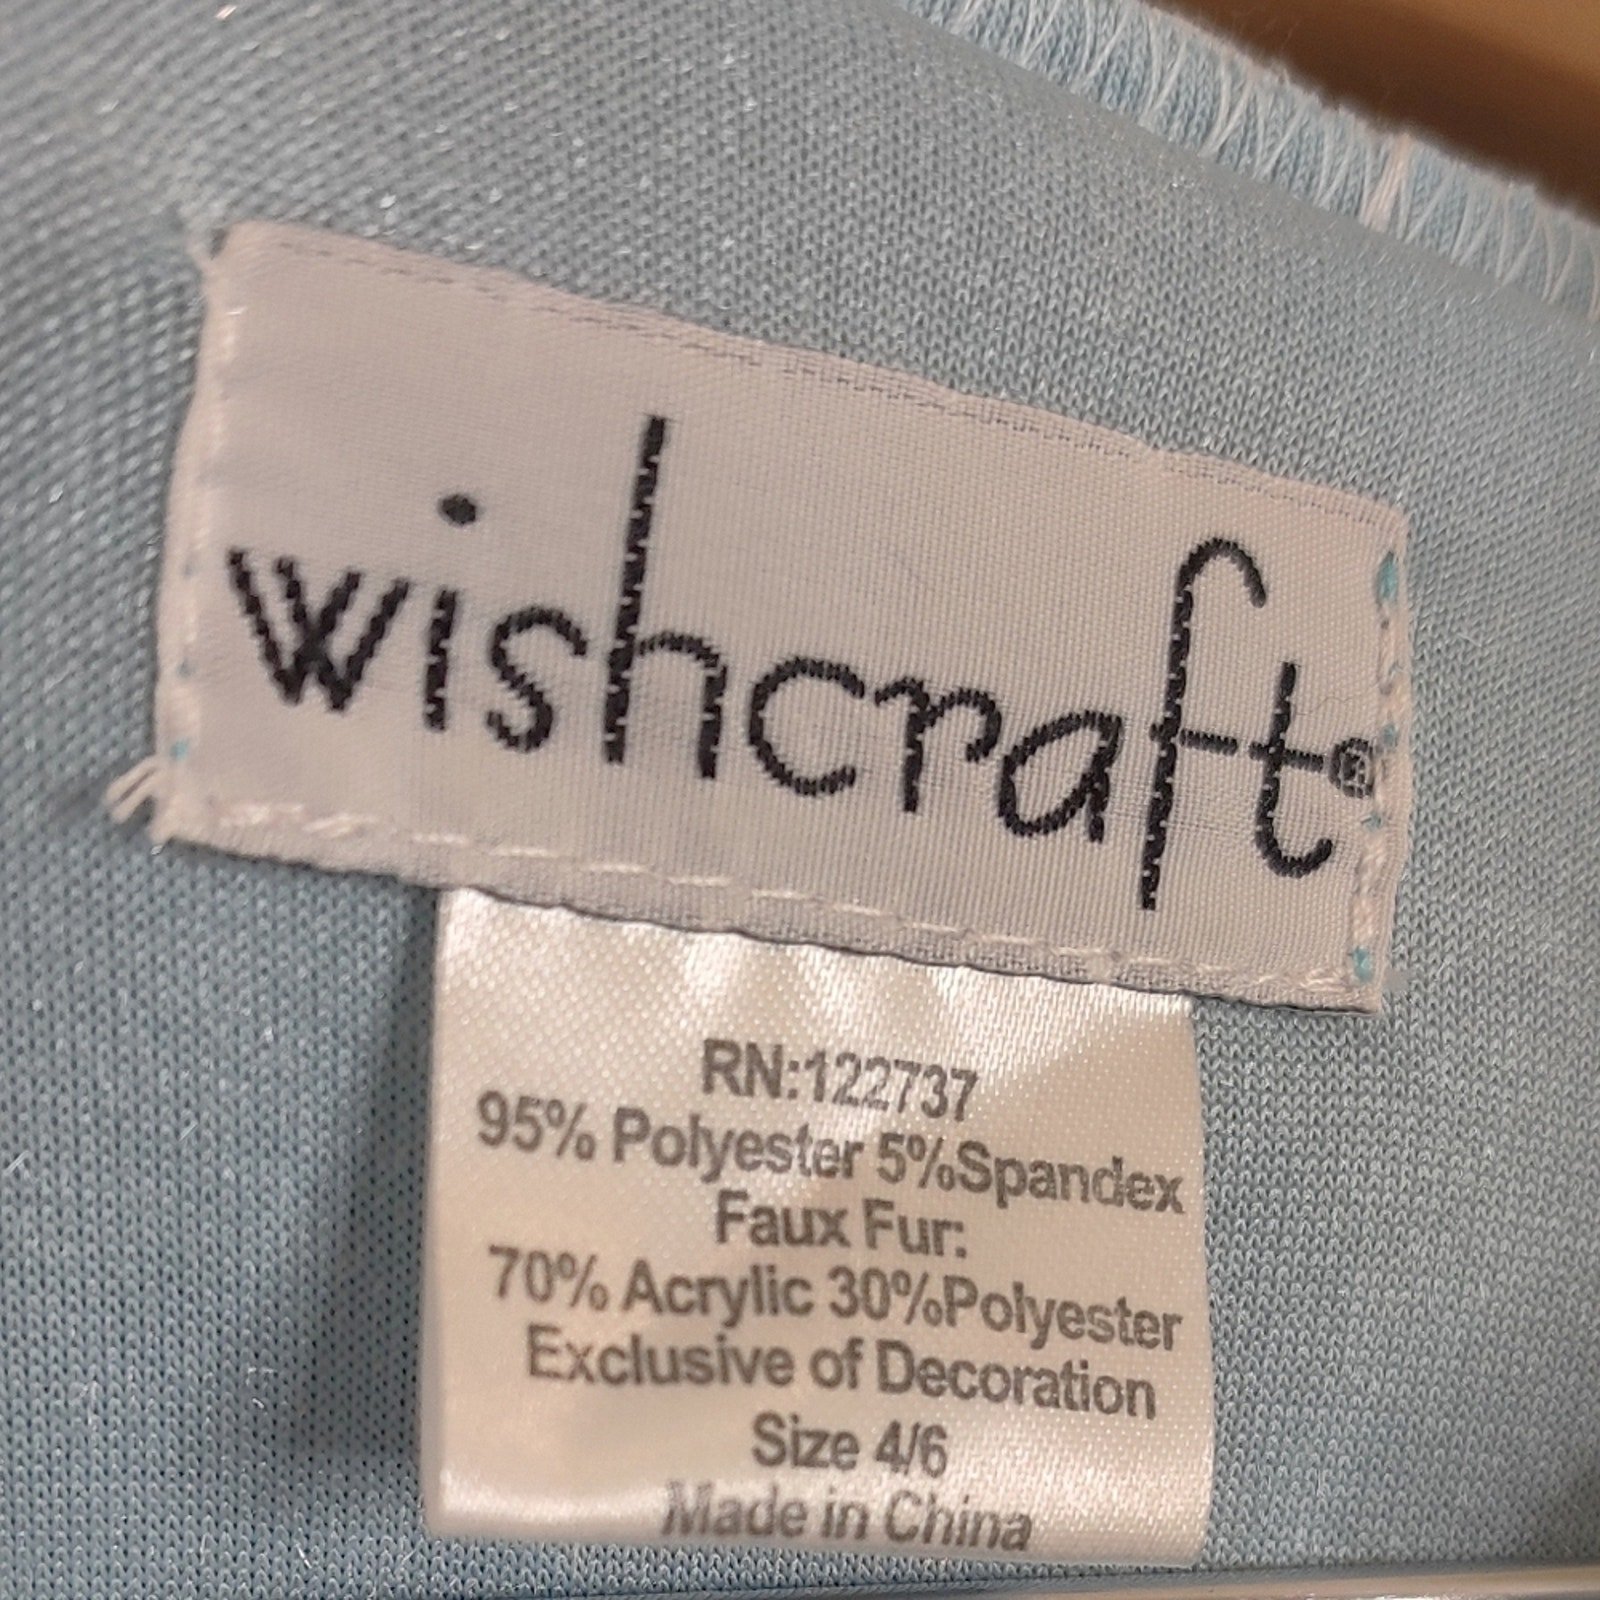 wishcraft®
RN:122737
95% Polyester 5%Spandex
Faux Fur:
70% Acrylic 30%Polyester
Exclusive of Decoration
Size 4/6
Made in China